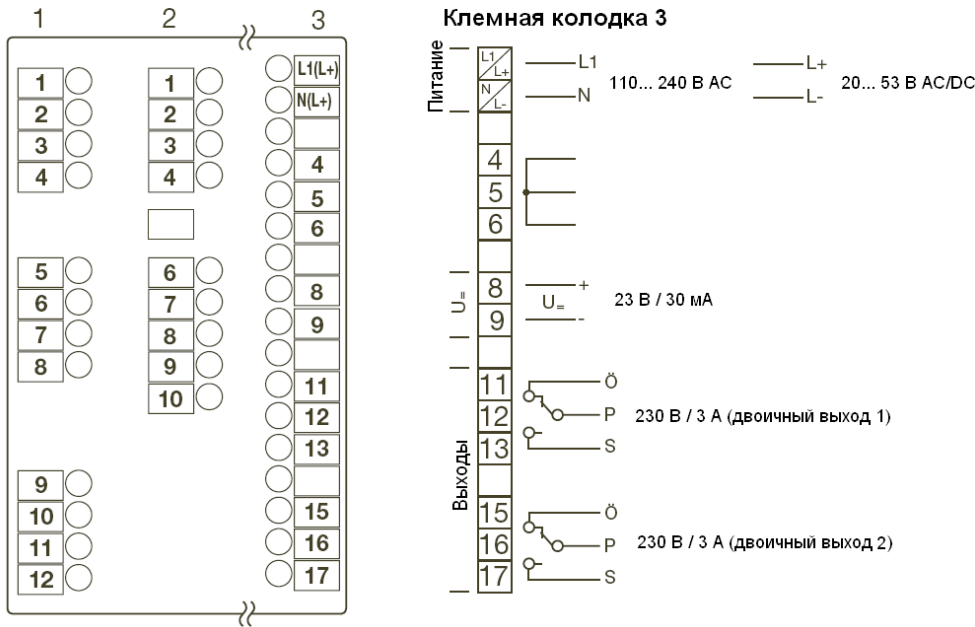 1 2 3 Клемная колодка 3
1 1 L1(L+)
2 2 N(L+)
3 3
4 4 4
5
6
5 6
6 7 8
7 8 9
8 9
10 11
12
13
9
10 15
11 16
12 17
Питание
L1 L+ L1 L+
110... 240 В AC 20... 53 В AC/DC
N L- N L-
4
5
6
U=
8 +
U= 23 В / 30 мА
9 -
Выходы
11 Ö
12 P 230 В / 3 А (двоичный выход 1)
13 S
15 Ö
16 P 230 В / 3 А (двоичный выход 2)
17 S